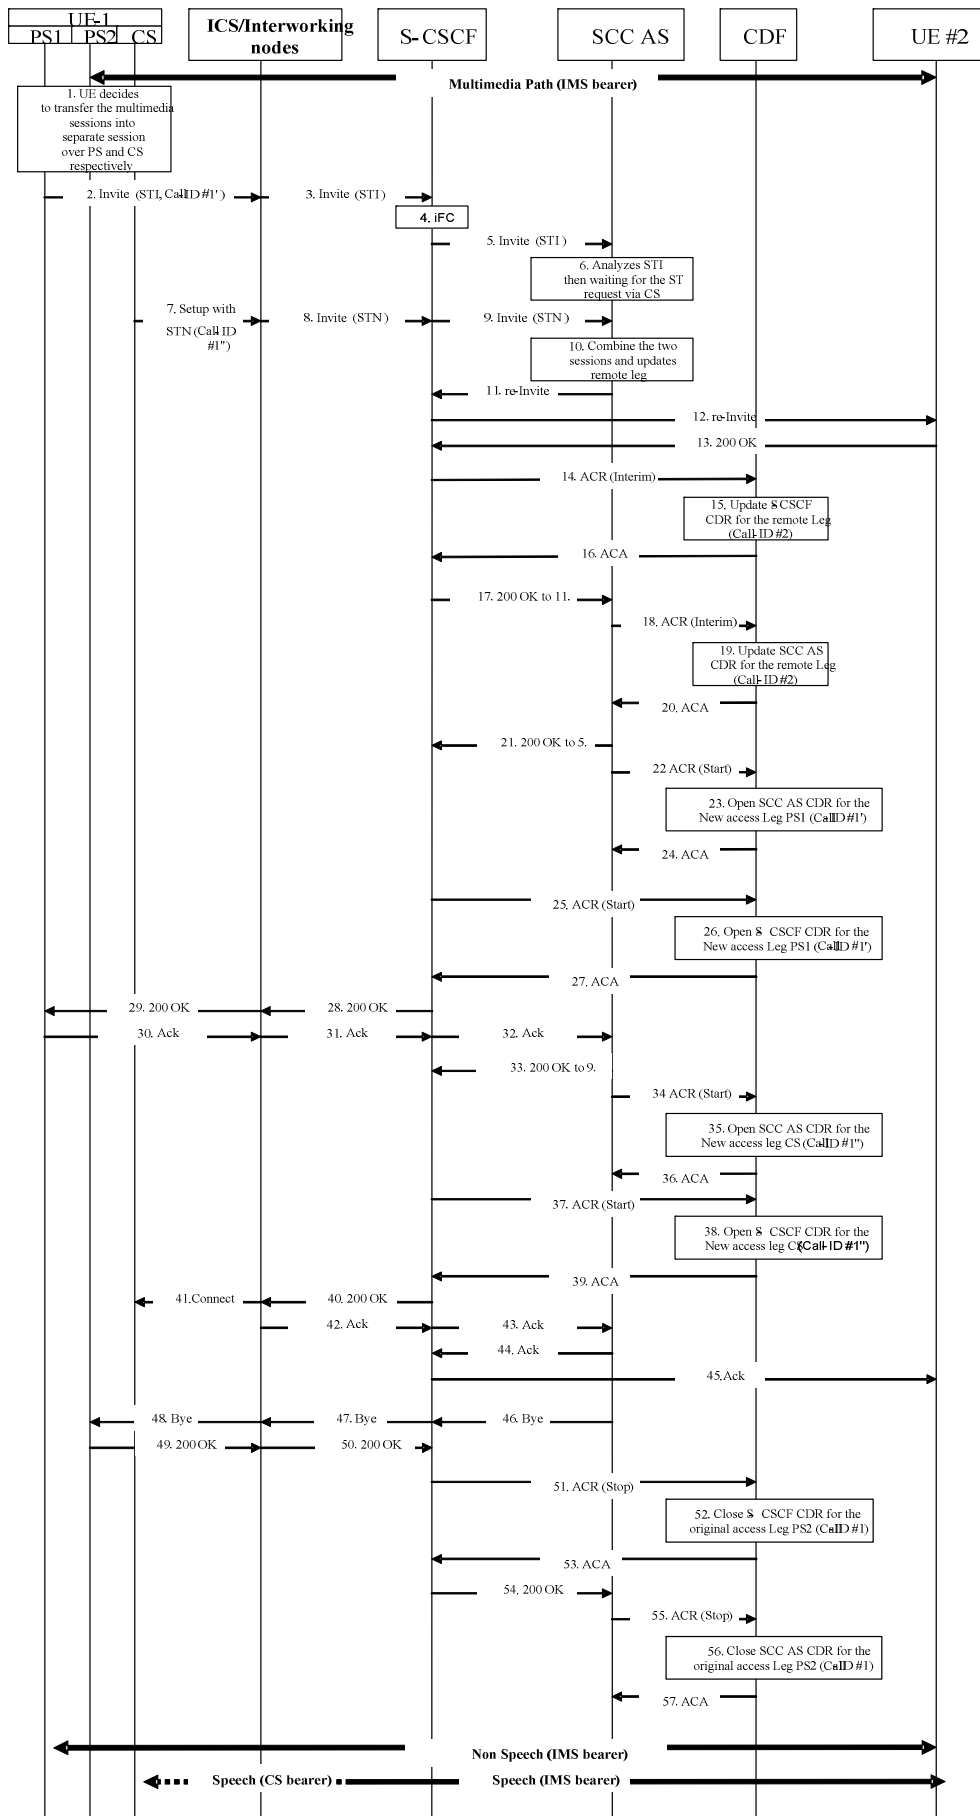 UE-1
PS1 PS2 CS
ICS/Interworking
nodes
S-CSCF
SCC AS
CDF
UE #2
Multimedia Path (IMS bearer)
1. UE decides
to transfer the multimedia
sessions into
separate session
over PS and CS
respectively
2. Invite (STI, Call-ID #1')
3. Invite (STI)
4. iFC
5. Invite (STI)
6. Analyzes STI
then waiting for the ST
request via CS
7. Setup with
STN (Call-ID
#1'')
8. Invite (STN)
9. Invite (STN)
10. Combine the two
sessions and updates
remote leg
11. re-Invite
12. re-Invite
13. 200 OK
14. ACR (Interim)
15. Update S-CSCF
CDR for the remote Leg
(Call-ID #2)
16. ACA
17. 200 OK to 11.
18. ACR (Interim)
19. Update SCC AS
CDR for the remote Leg
(Call-ID #2)
20. ACA
21. 200 OK to 5.
22 ACR (Start)
23. Open SCC AS CDR for the
New access Leg PS1 (Call-ID #1')
24. ACA
25. ACR (Start)
26. Open S-CSCF CDR for the
New access Leg PS1 (Call-ID #1')
27. ACA
28. 200 OK
29. 200 OK
30. Ack
31. Ack
32. Ack
33. 200 OK to 9.
34 ACR (Start)
35. Open SCC AS CDR for the
New access leg CS (Call-ID #1'')
36. ACA
37. ACR (Start)
38. Open S-CSCF CDR for the
New access leg CS (Call-ID #1'')
39. ACA
40. 200 OK
41.Connect
42. Ack
43. Ack
44. Ack
45.Ack
46. Bye
47. Bye
48. Bye
49. 200 OK
50. 200 OK
51. ACR (Stop)
52. Close S-CSCF CDR for the
original access Leg PS2 (Call-ID #1)
53. ACA
54. 200 OK
55. ACR (Stop)
56. Close SCC AS CDR for the
original access Leg PS2 (Call-ID #1)
57. ACA
Non Speech (IMS bearer)
Speech (CS bearer)
Speech (IMS bearer)